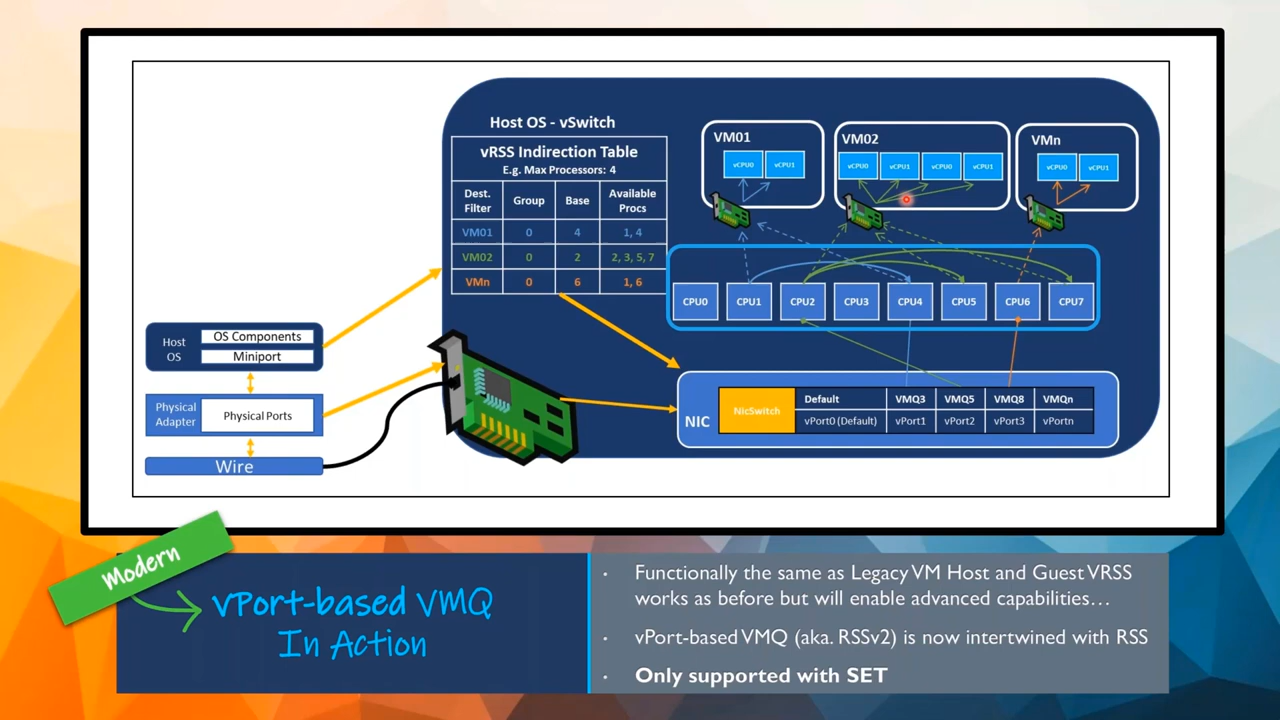 Host OS - vSwitch
vRSS Indirection Table
E.g. Max Processors: 4
Dest. Filter Group Base Available Procs
VM01 0 4 1, 4
VM02 0 2 2, 3, 5, 7
VMn 0 6 1, 6
VM01
vCPU0 vCPU1
VM02
vCPU0 vCPU1 vCPU0 vCPU1
VMn
vCPU0 vCPU1
CPU0 CPU1 CPU2 CPU3 CPU4 CPU5 CPU6 CPU7
Host OS
OS Components
Miniport
Physical Adapter
Physical Ports
Wire
NIC
NicSwitch
Default VMQ3 VMQ5 VMQ8 VMQn
vPort0 (Default) vPort1 vPort2 vPort3 vPortn
Modern
vPort-based VMQ
In Action
· Functionally the same as Legacy VM Host and Guest VRSS
works as before but will enable advanced capabilities…
· vPort-based VMQ (aka. RSSv2) is now intertwined with RSS
· Only supported with SET